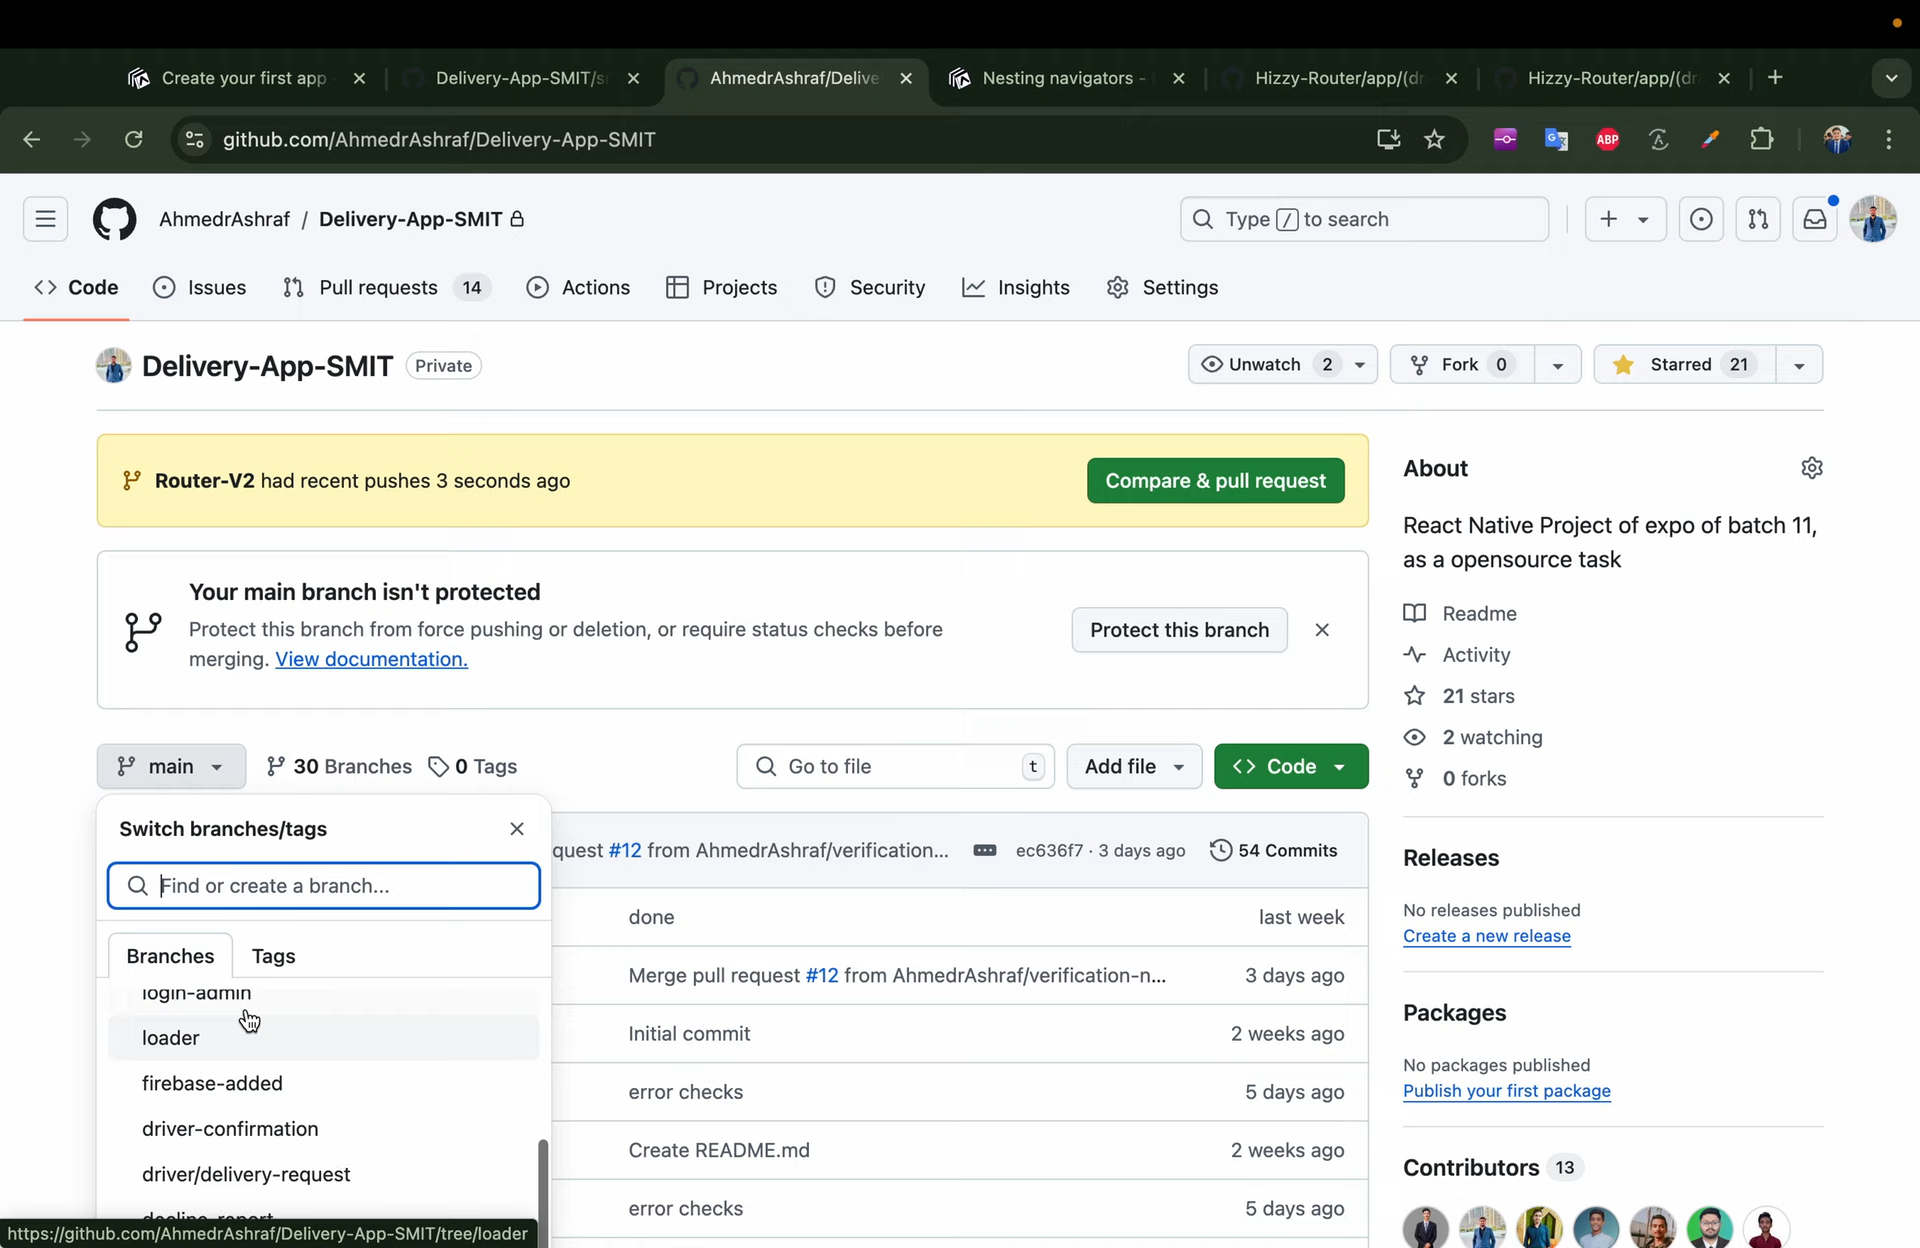 Create your first app
Delivery-App-SMIT/s
AhmedrAshraf/Delive
Nesting navigators -
Hizzy-Router/app/(dr
Hizzy-Router/app/(dr
github.com/AhmedrAshraf/Delivery-App-SMIT
ABP
AhmedrAshraf / Delivery-App-SMIT
Type / to search
Code
Issues
Pull requests 14
Actions
Projects
Security
Insights
Settings
Delivery-App-SMIT Private
Unwatch 2
Fork 0
Starred 21
Router-V2 had recent pushes 3 seconds ago
Compare & pull request
Your main branch isn't protected
Protect this branch from force pushing or deletion, or require status checks before
merging. View documentation.
Protect this branch
main
30 Branches
0 Tags
Go to file t
Add file
Code
Switch branches/tags
Find or create a branch...
Branches
Tags
login-admin
loader
firebase-added
driver-confirmation
driver/delivery-request
decline-report
https://github.com/AhmedrAshraf/Delivery-App-SMIT/tree/loader
quest #12 from AhmedrAshraf/verification...
ec636f7 · 3 days ago
54 Commits
done last week
Merge pull request #12 from AhmedrAshraf/verification-n... 3 days ago
Initial commit 2 weeks ago
error checks 5 days ago
Create README.md 2 weeks ago
error checks 5 days ago
About
React Native Project of expo of batch 11,
as a opensource task
Readme
Activity
21 stars
2 watching
0 forks
Releases
No releases published
Create a new release
Packages
No packages published
Publish your first package
Contributors 13